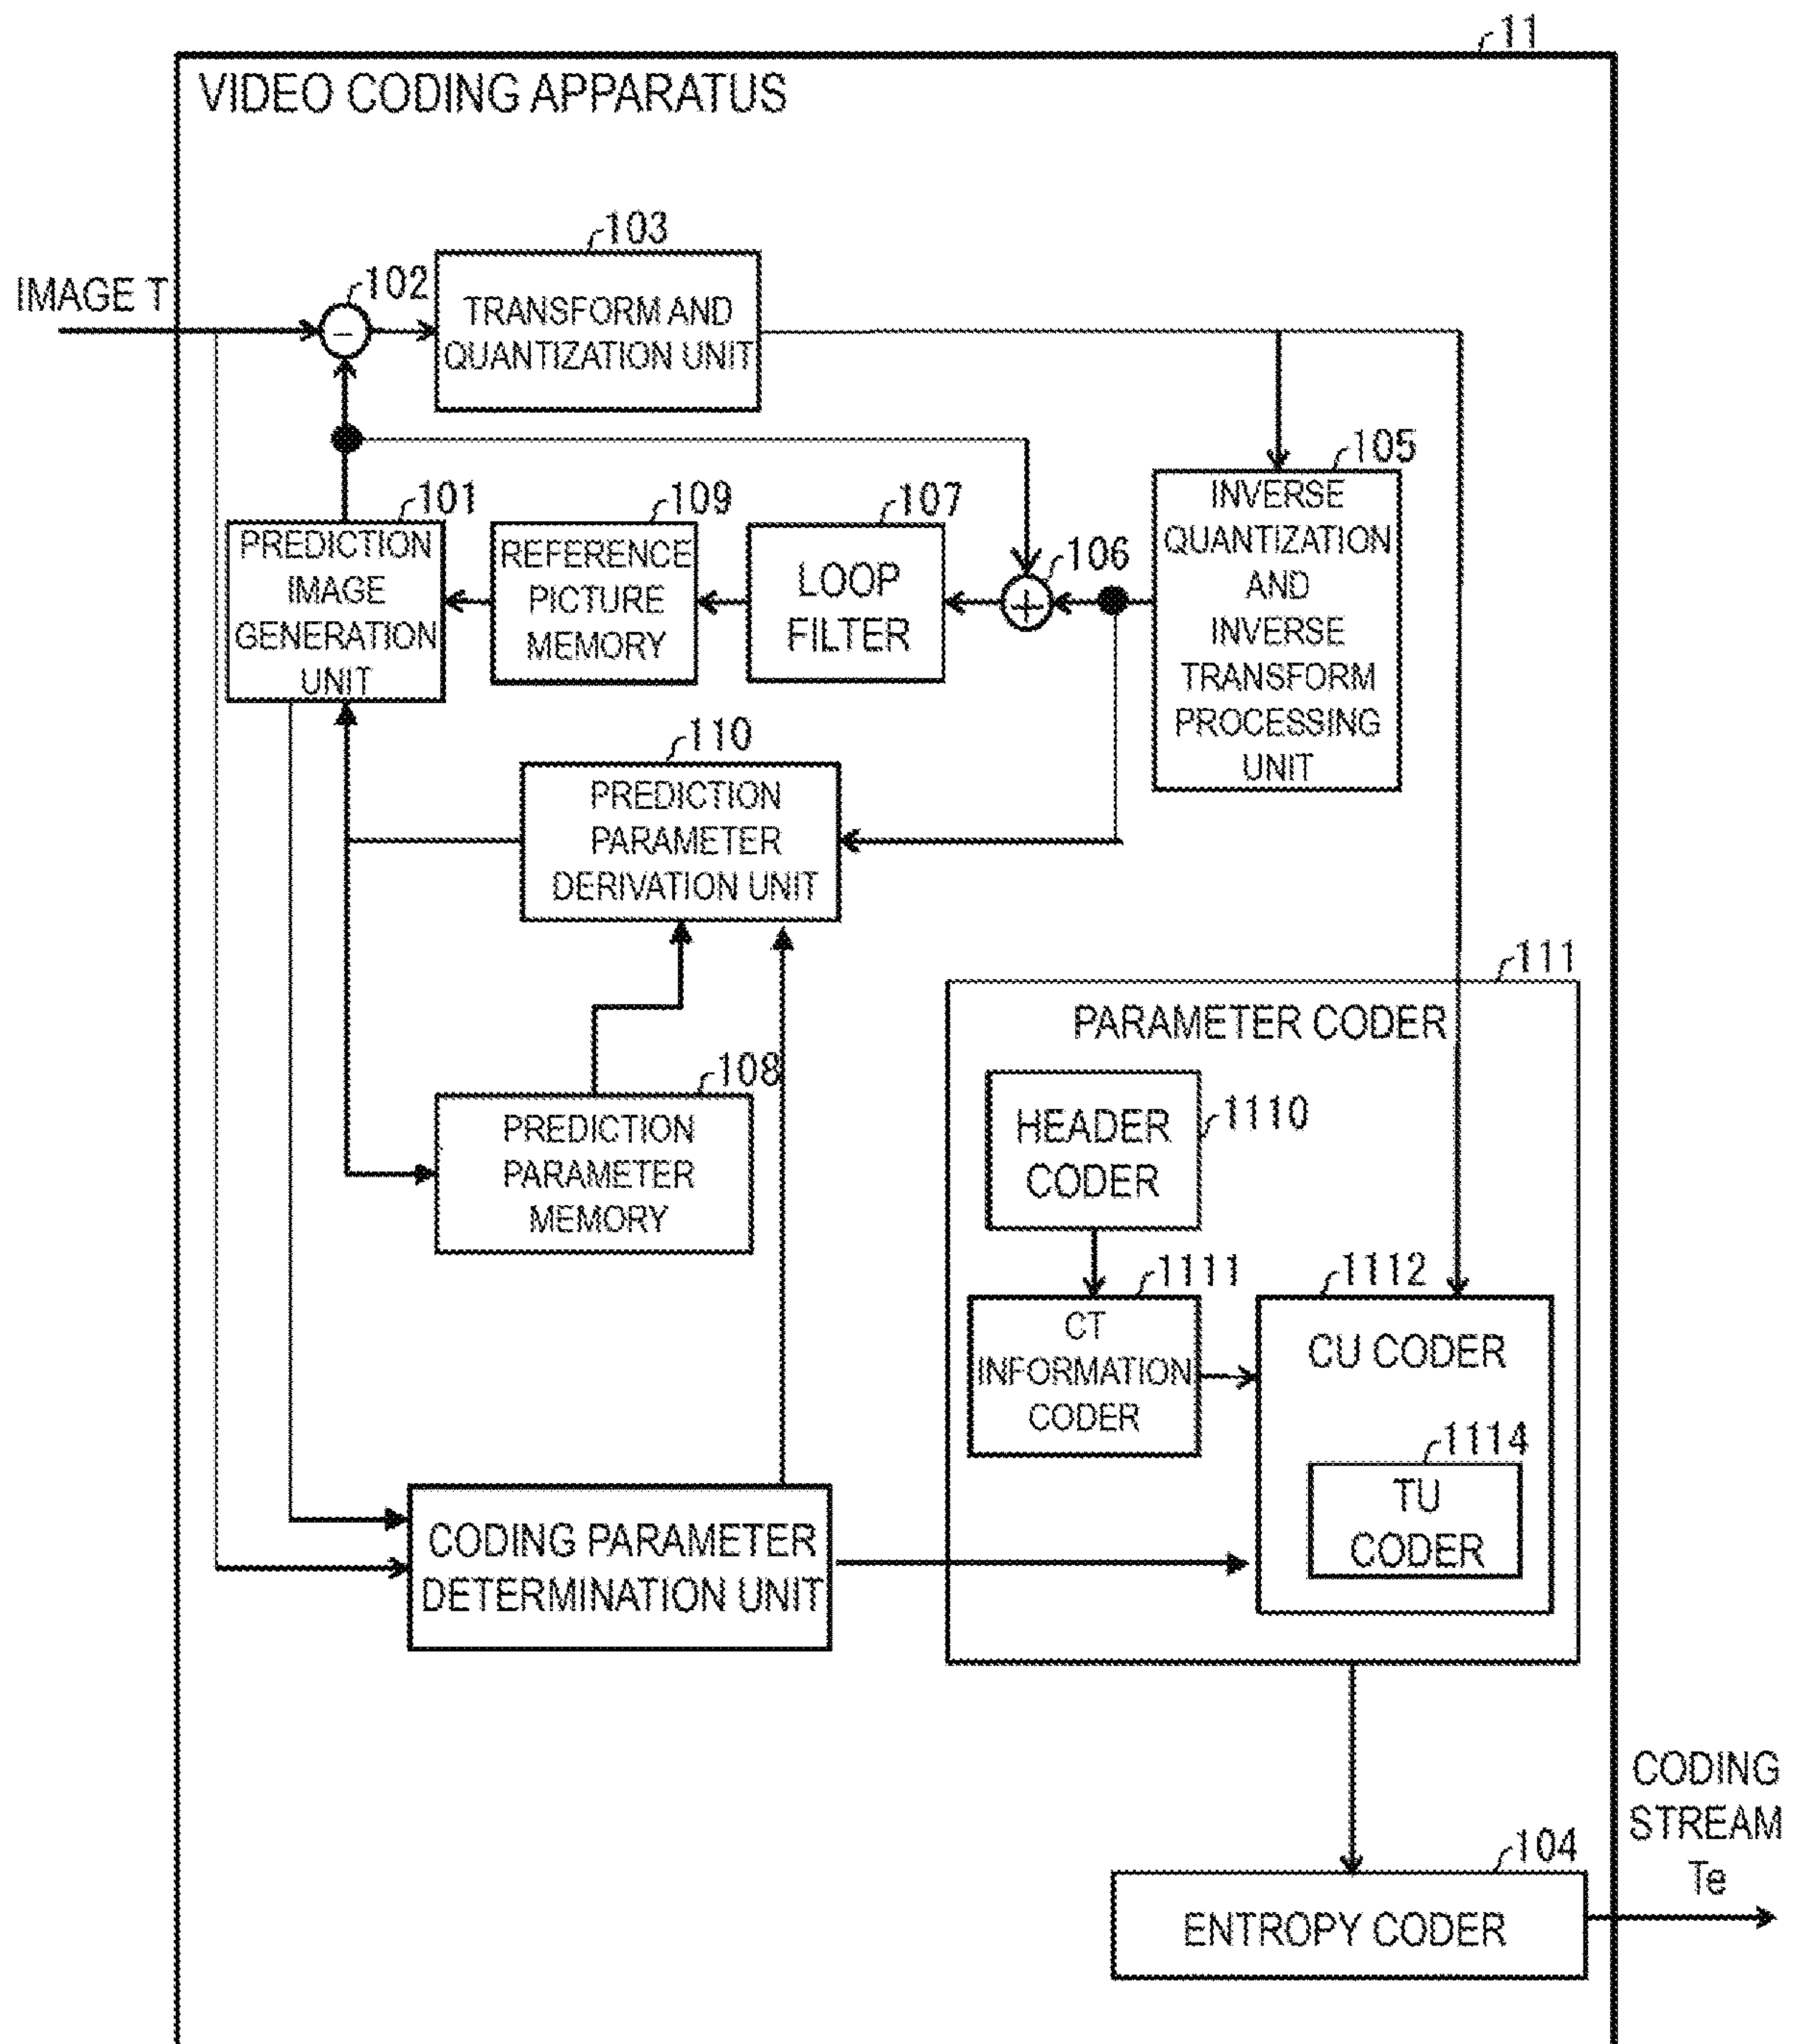 11
VIDEO CODING APPARATUS
103
IMAGE T
102
-
TRANSFORM AND
QUANTIZATION UNIT
101
PREDICTION
IMAGE
GENERATION
UNIT
109
REFERENCE
PICTURE
MEMORY
107
LOOP
FILTER
106
+
105
INVERSE
QUANTIZATION
AND
INVERSE
TRANSFORM
PROCESSING
UNIT
110
PREDICTION
PARAMETER
DERIVATION UNIT
108
PREDICTION
PARAMETER
MEMORY
111
PARAMETER CODER
HEADER
CODER
1110
1111
CT
INFORMATION
CODER
1112
CU CODER
1114
TU
CODER
CODING PARAMETER
DETERMINATION UNIT
104
ENTROPY CODER
CODING
STREAM
Te